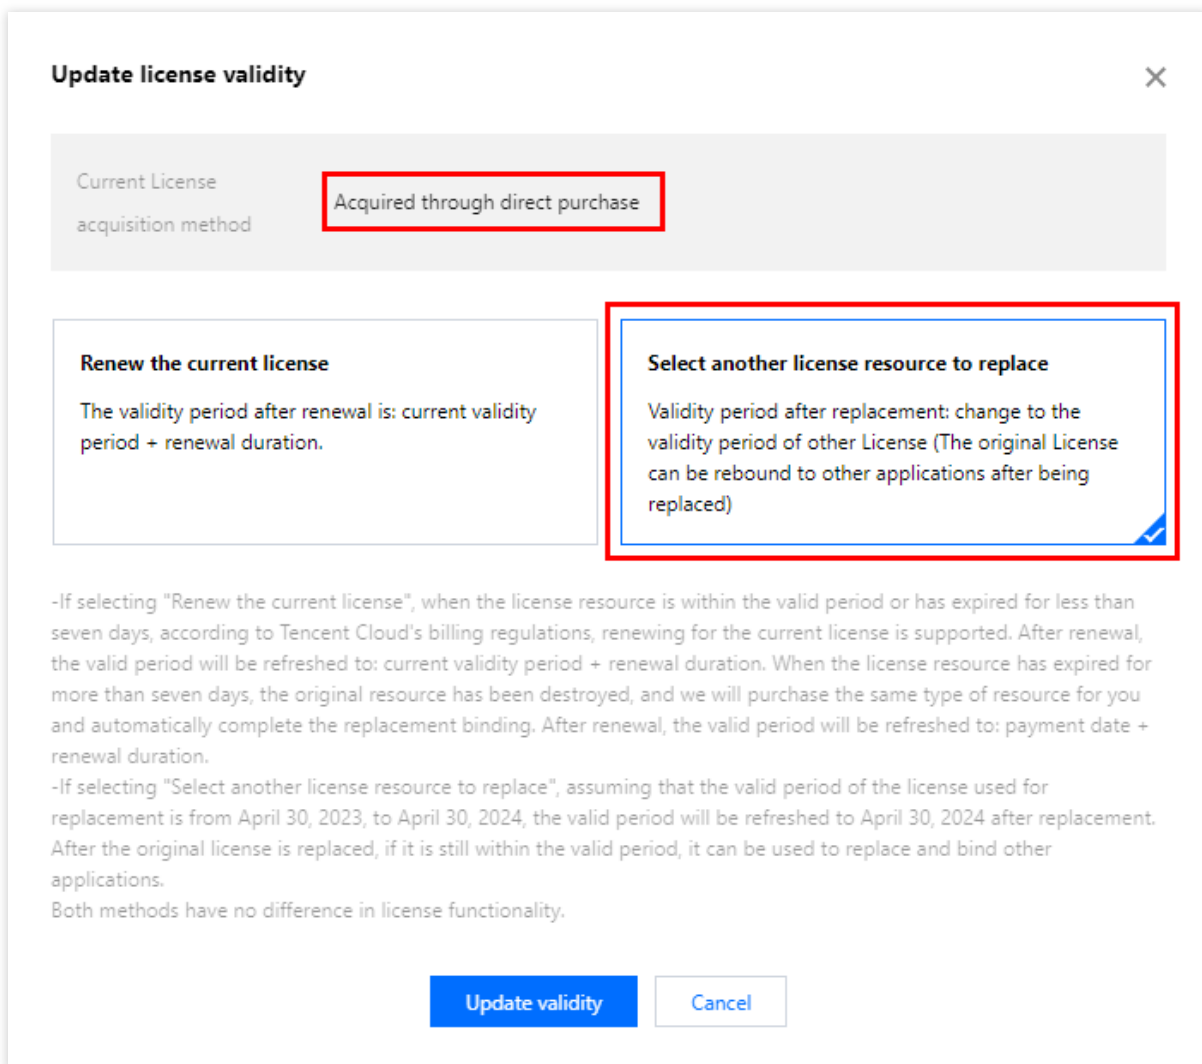 Update license validity
Current License
acquisition method
Acquired through direct purchase
Renew the current license
The validity period after renewal is: current validity
period + renewal duration.
Select another license resource to replace
Validity period after replacement: change to the
validity period of other License (The original License
can be rebound to other applications after being
replaced)
-If selecting "Renew the current license", when the license resource is within the valid period or has expired for less than
seven days, according to Tencent Cloud's billing regulations, renewing for the current license is supported. After renewal,
the valid period will be refreshed to: current validity period + renewal duration. When the license resource has expired for
more than seven days, the original resource has been destroyed, and we will purchase the same type of resource for you
and automatically complete the replacement binding. After renewal, the valid period will be refreshed to: payment date +
renewal duration.
-If selecting "Select another license resource to replace", assuming that the valid period of the license used for
replacement is from April 30, 2023, to April 30, 2024, the valid period will be refreshed to April 30, 2024 after replacement.
After the original license is replaced, if it is still within the valid period, it can be used to replace and bind other
applications.
Both methods have no difference in license functionality.
Update validity
Cancel